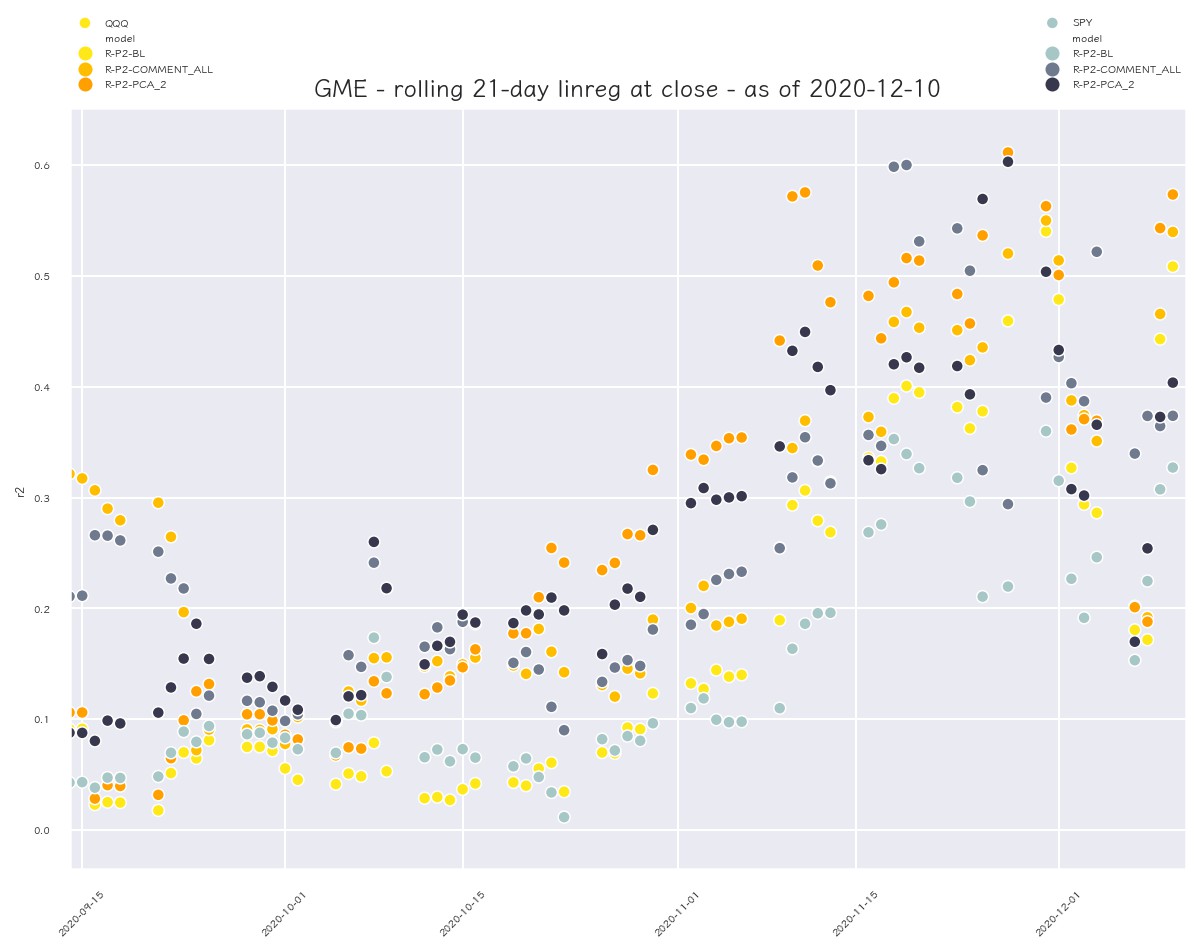 QQQ
model
R-P2-BL
R-P2-COMMENT_ALL
R-P2-PCA_2
SPY
model
R-P2-BL
R-P2-COMMENT_ALL
R-P2-PCA_2
GME - rolling 21-day linreg at close - as of 2020-12-10
0.6
0.5
0.4
0.3
0.2
0.1
0.0
r2
2020-09-15
2020-10-01
2020-10-15
2020-11-01
2020-11-15
2020-12-01